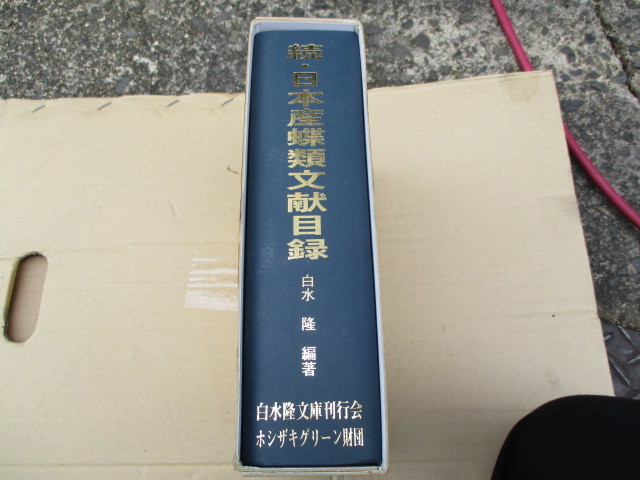 続・日本産蝶類文献目録
白水 隆 編著
白水隆文庫刊行会
ホシザキグリーン財団